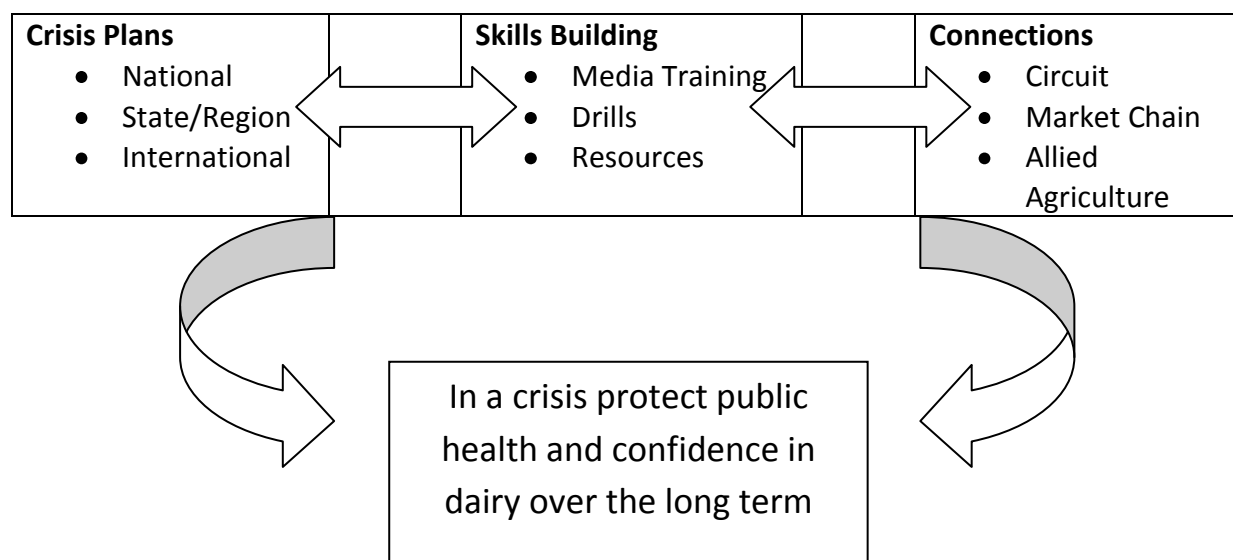 Crisis Plans
• National
• State/Region
• International
Skills Building
• Media Training
• Drills
• Resources
Connections
• Circuit
• Market Chain
• Allied
Agriculture
In a crisis protect public
health and confidence in
dairy over the long term